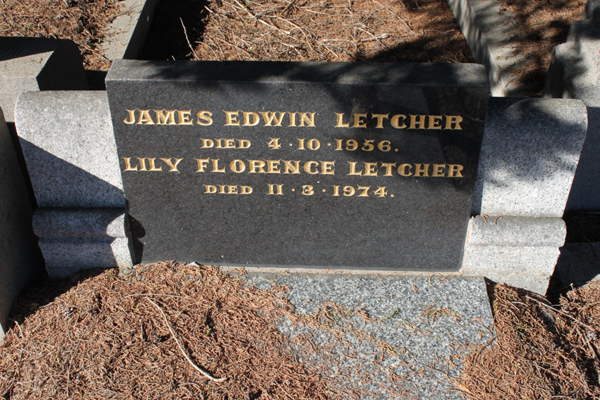 JAMES EDWIN LETCHER
DIED 4·10·1956.
LILY FLORENCE LETCHER
DIED 11·3·1974.